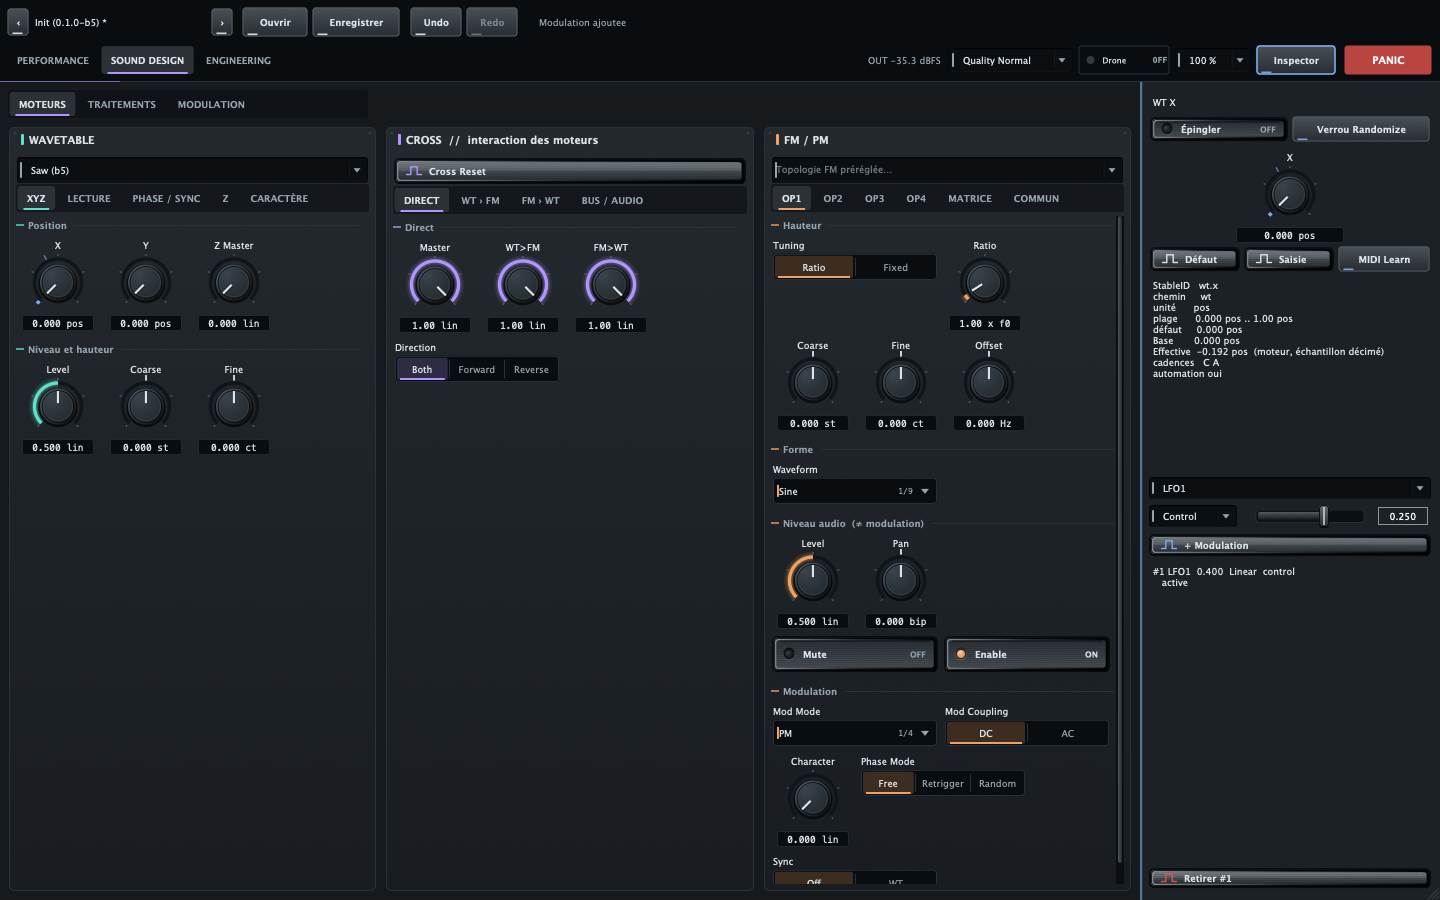 ‹ Init (0.1.0-b5) * › Ouvrir Enregistrer Undo Redo Modulation ajoutee
PERFORMANCE SOUND DESIGN ENGINEERING OUT -35.3 dBFS Quality Normal Drone OFF 100 % Inspector PANIC
MOTEURS TRAITEMENTS MODULATION
WAVETABLE
Saw (b5)
XYZ LECTURE PHASE / SYNC Z CARACTÈRE
Position
X Y Z Master
0.000 pos 0.000 pos 0.000 lin
Niveau et hauteur
Level Coarse Fine
0.500 lin 0.000 st 0.000 ct
CROSS // interaction des moteurs
Cross Reset
DIRECT WT › FM FM › WT BUS / AUDIO
Direct
Master WT>FM FM>WT
1.00 lin 1.00 lin 1.00 lin
Direction
Both Forward Reverse
FM / PM
Topologie FM préréglée...
OP1 OP2 OP3 OP4 MATRICE COMMUN
Hauteur
Tuning Ratio
Ratio Fixed
1.00 x f0
Coarse Fine Offset
0.000 st 0.000 ct 0.000 Hz
Forme
Waveform
Sine 1/9
Niveau audio (≠ modulation)
Level Pan
0.500 lin 0.000 bip
Mute OFF Enable ON
Modulation
Mod Mode Mod Coupling
PM 1/4 DC AC
Character Phase Mode
Free Retrigger Random
0.000 lin
Sync
Off WT
WT X
Épingler OFF Verrou Randomize
X
0.000 pos
Défaut Saisie MIDI Learn
StableID wt.x
chemin wt
unité pos
plage 0.000 pos .. 1.00 pos
défaut 0.000 pos
Base 0.000 pos
Effective -0.192 pos (moteur, échantillon décimé)
cadences C A
automation oui
LFO1
Control 0.250
+ Modulation
#1 LFO1 0.400 Linear control
active
Retirer #1